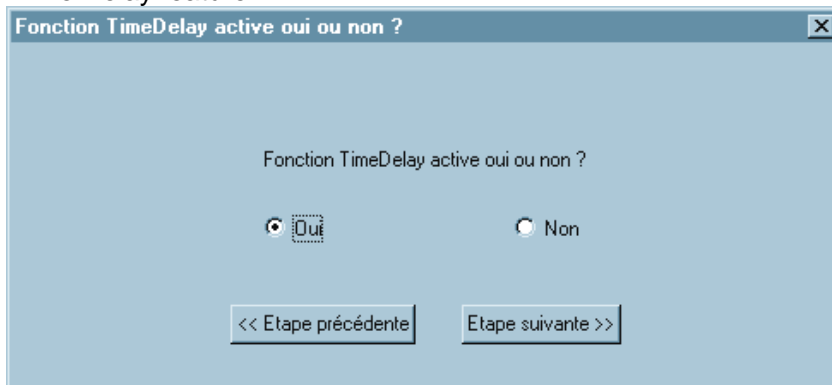 Fonction TimeDelay active oui ou non ?
Fonction TimeDelay active oui ou non ?
Oui
Non
<< Etape précédente
Etape suivante >>